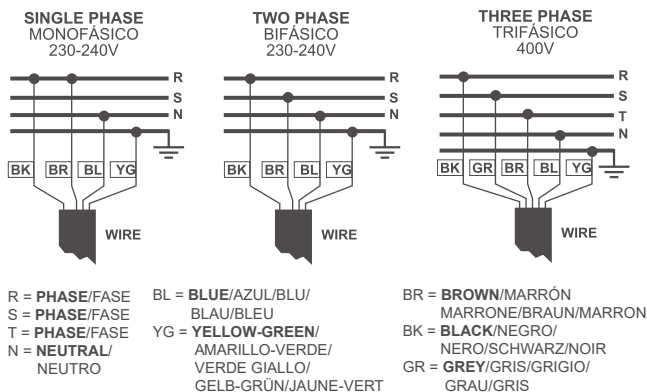 SINGLE PHASE
MONOFÁSICO
230-240V
R
S
N
BK BR BL YG
WIRE
TWO PHASE
BIFÁSICO
230-240V
R
S
N
BK BR BL YG
WIRE
THREE PHASE
TRIFÁSICO
400V
R
S
T
N
BK GR BR BL YG
WIRE
R = PHASE/FASE
S = PHASE/FASE
T = PHASE/FASE
N = NEUTRAL/
NEUTRO
BL = BLUE/AZUL/BLU/
BLAU/BLEU
YG = YELLOW-GREEN/
AMARILLO-VERDE/
VERDE GIALLO/
GELB-GRÜN/JAUNE-VERT
BR = BROWN/MARRÓN
MARRONE/BRAUN/MARRON
BK = BLACK/NEGRO/
NERO/SCHWARZ/NOIR
GR = GREY/GRIS/GRIGIO/
GRAU/GRIS